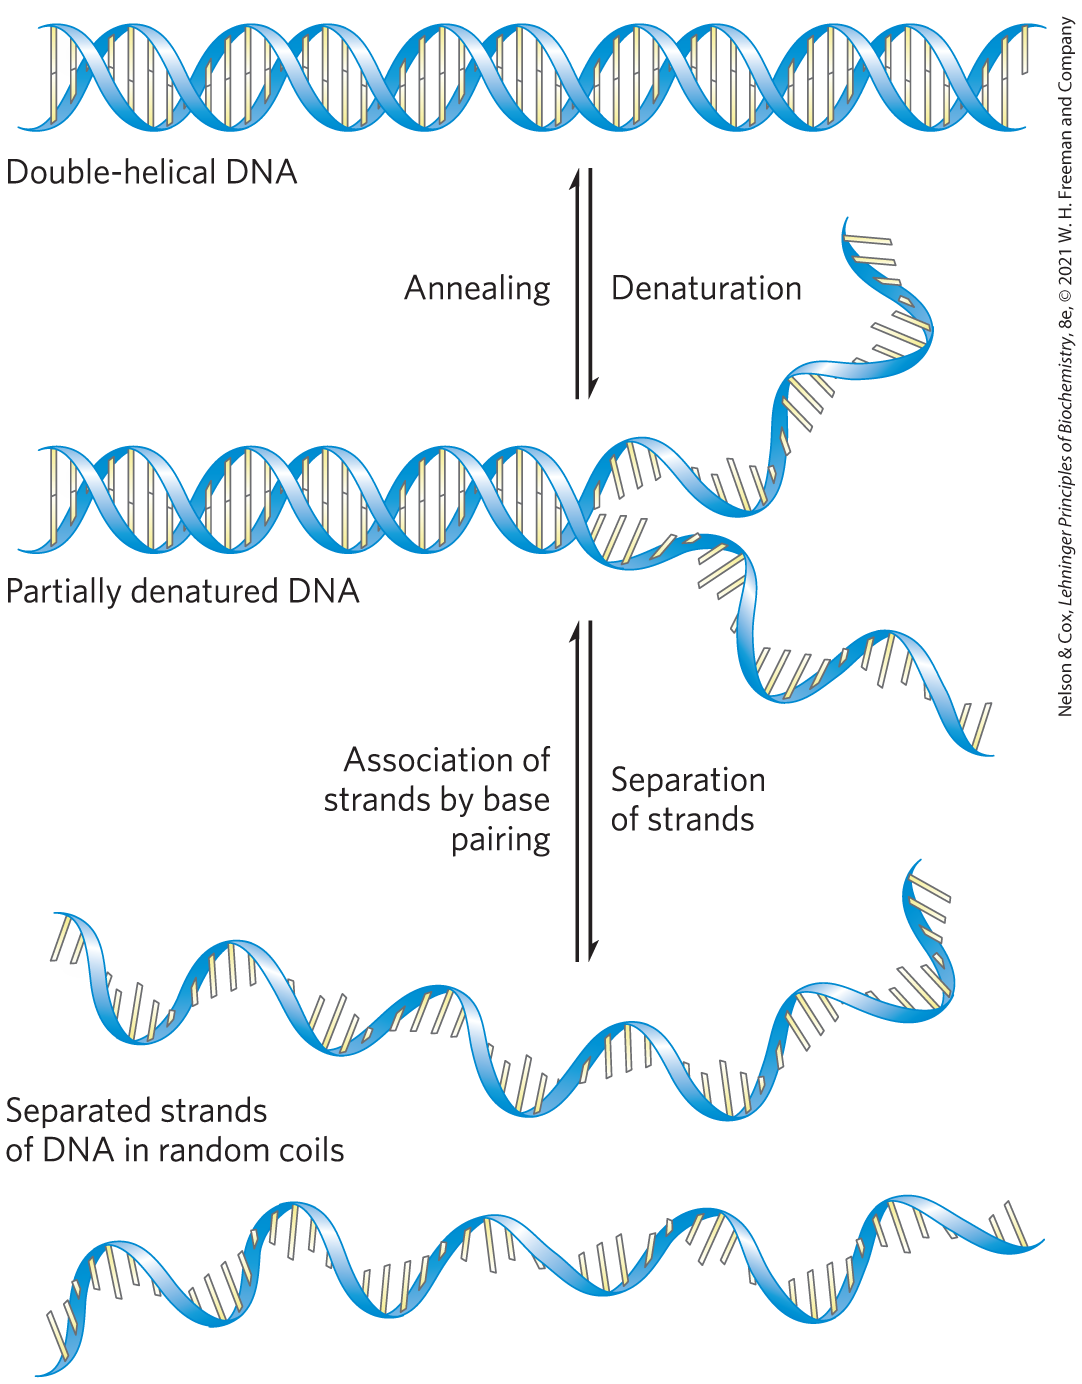 Double-helical DNA
Annealing
Denaturation
Partially denatured DNA
Association of
strands by base
pairing
Separation
of strands
Separated strands
of DNA in random coils
Nelson & Cox, Lehninger Principles of Biochemistry, 8e, © 2021 W. H. Freeman and Company